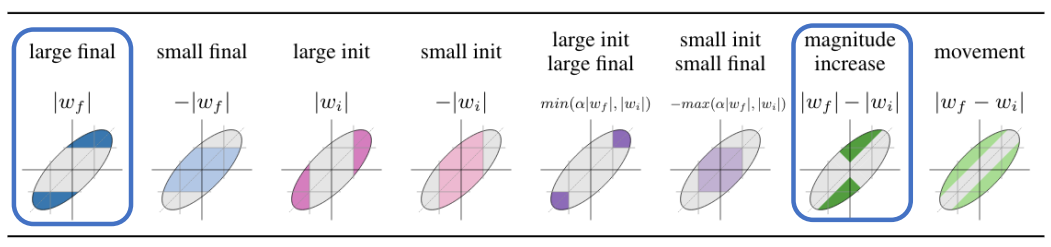 large final
small final
large init
small init
large init
large final
small init
small final
magnitude
increase
movement
|w_f|
−|w_f|
|w_i|
−|w_i|
min(α|w_f|, |w_i|)
−max(α|w_f|, |w_i|)
|w_f| − |w_i|
|w_f − w_i|